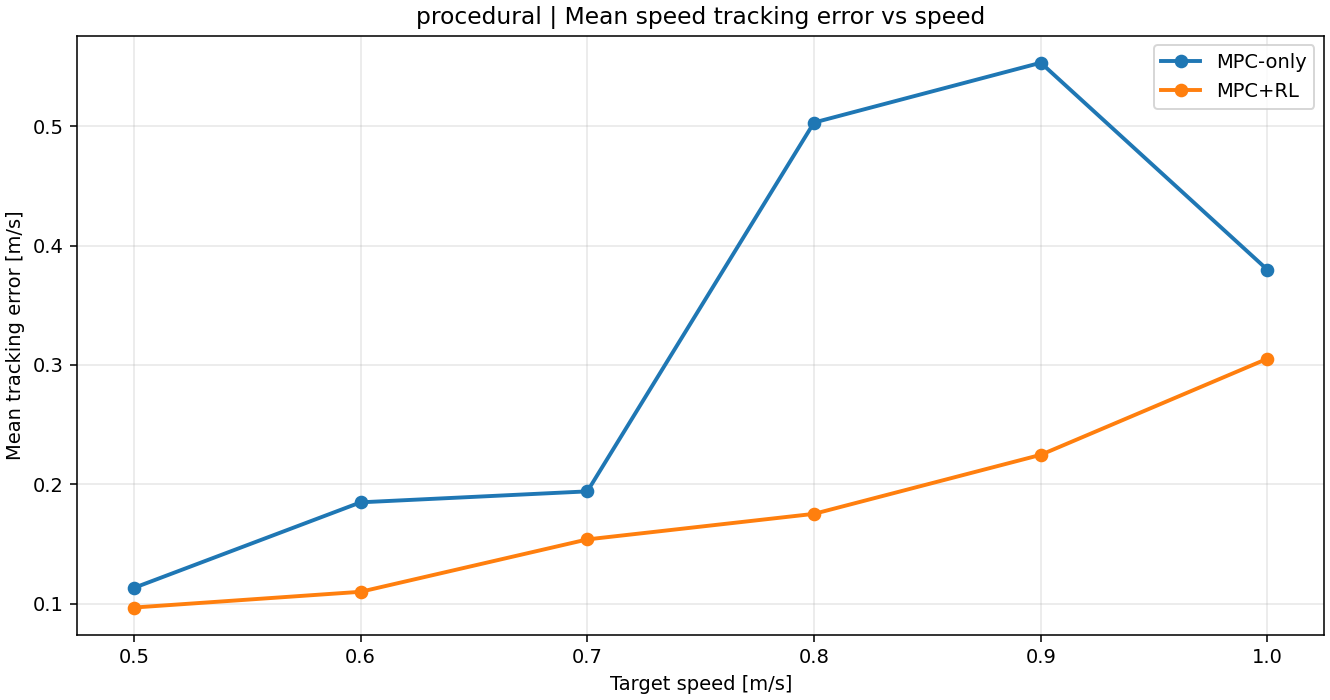 procedural | Mean speed tracking error vs speed
MPC-only
MPC+RL
Mean tracking error [m/s]
0.5
0.4
0.3
0.2
0.1
0.5 0.6 0.7 0.8 0.9 1.0
Target speed [m/s]